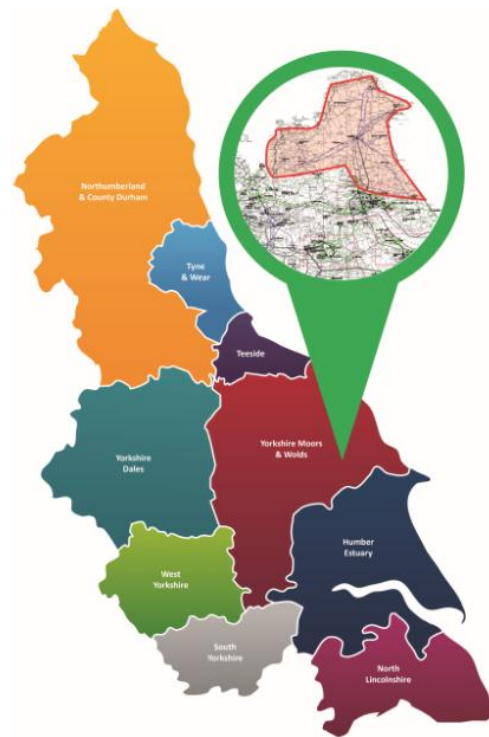 Northumberland
& County Durham
Tyne
& Wear
Teeside
Yorkshire
Dales
Yorkshire Moors
& Wolds
Humber
Estuary
West
Yorkshire
South
Yorkshire
North
Lincolnshire